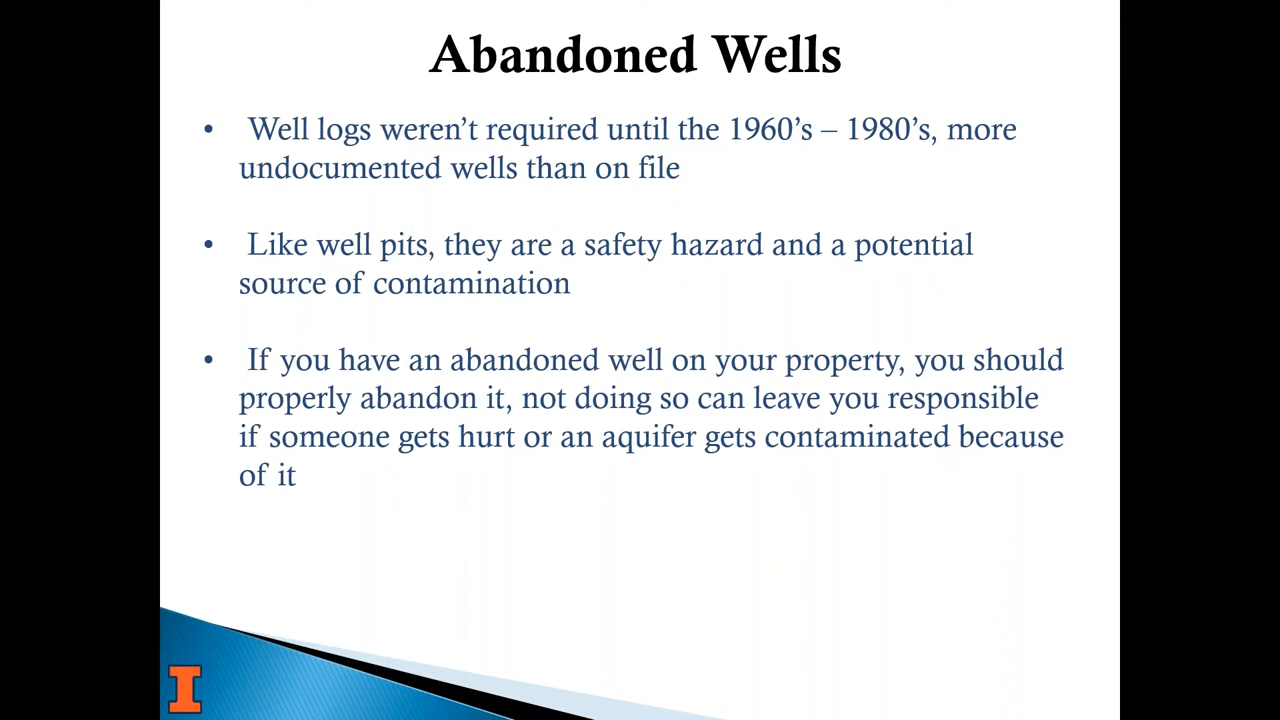 Abandoned Wells
• Well logs weren’t required until the 1960’s – 1980’s, more
undocumented wells than on file
• Like well pits, they are a safety hazard and a potential
source of contamination
• If you have an abandoned well on your property, you should
properly abandon it, not doing so can leave you responsible
if someone gets hurt or an aquifer gets contaminated because
of it
I